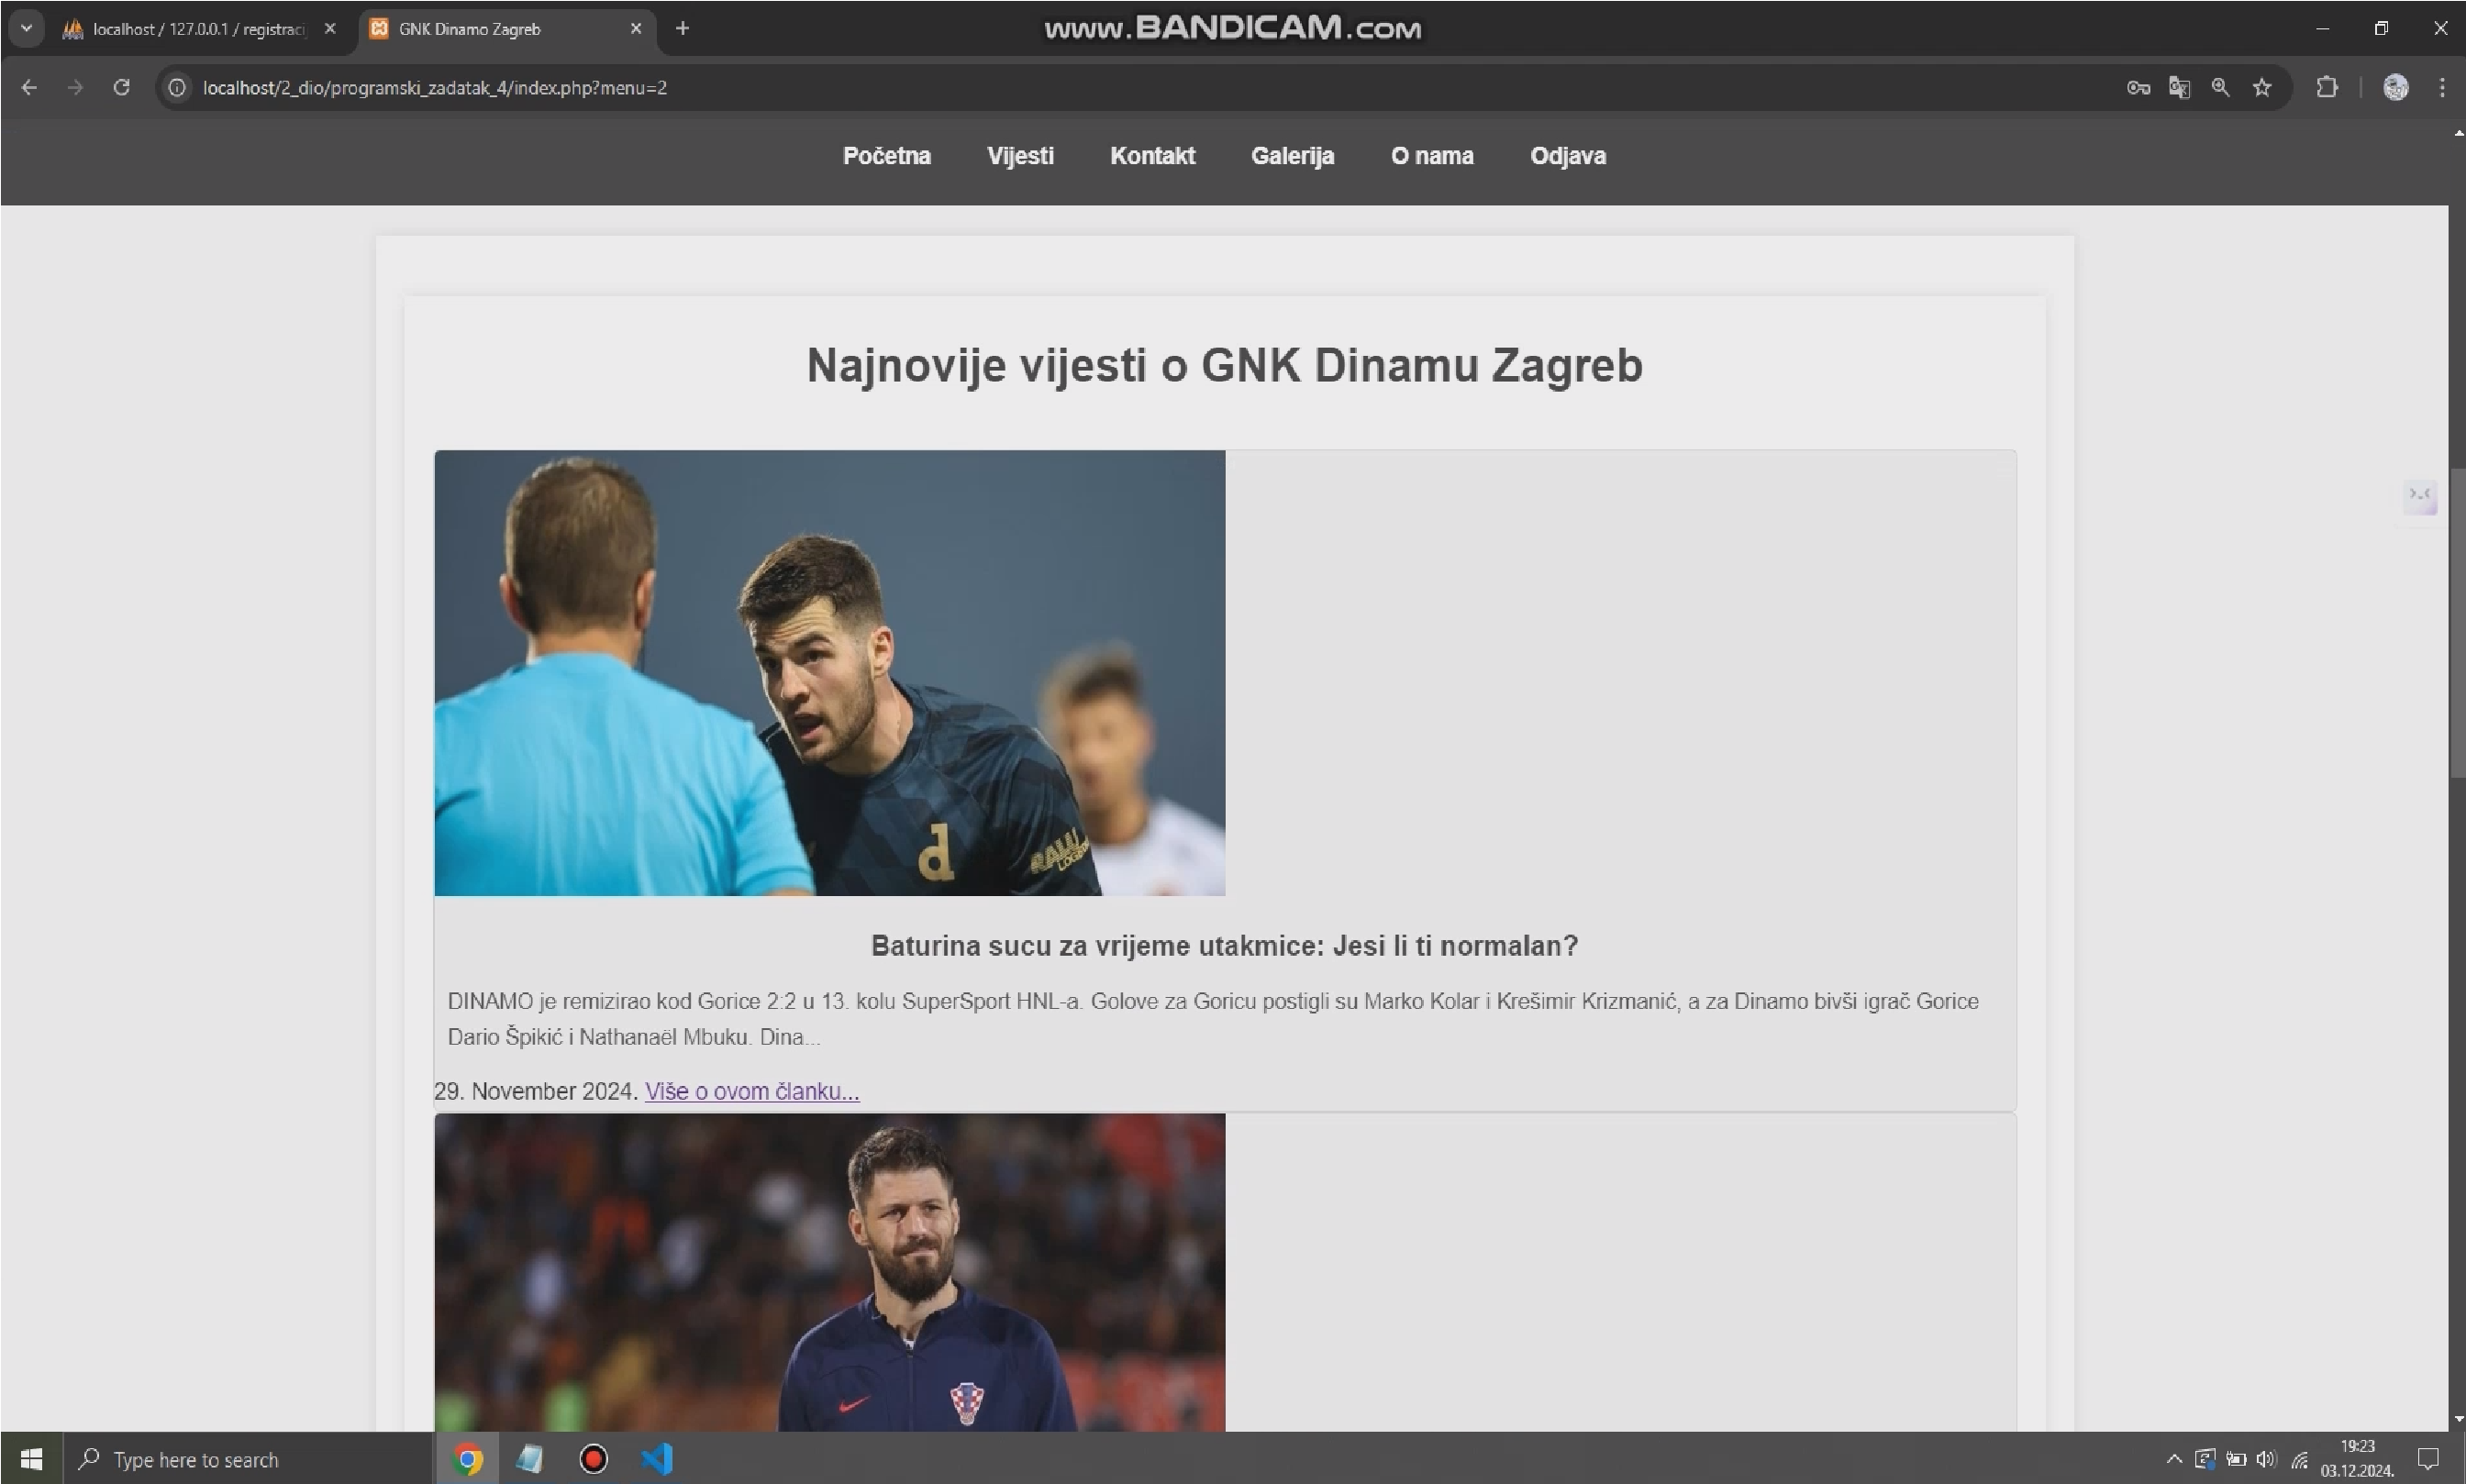 www.BANDICAM.com
localhost / 127.0.0.1 / registracij
GNK Dinamo Zagreb
localhost/2_dio/programski_zadatak_4/index.php?menu=2
Početna Vijesti Kontakt Galerija O nama Odjava
Najnovije vijesti o GNK Dinamu Zagreb
d
RALU
LOG
Baturina sucu za vrijeme utakmice: Jesi li ti normalan?
DINAMO je remizirao kod Gorice 2:2 u 13. kolu SuperSport HNL-a. Golove za Goricu postigli su Marko Kolar i Krešimir Krizmanić, a za Dinamo bivši igrač Gorice
Dario Špikić i Nathanaël Mbuku. Dina...
29. November 2024. Više o ovom članku...
Type here to search
19:23
03.12.2024.